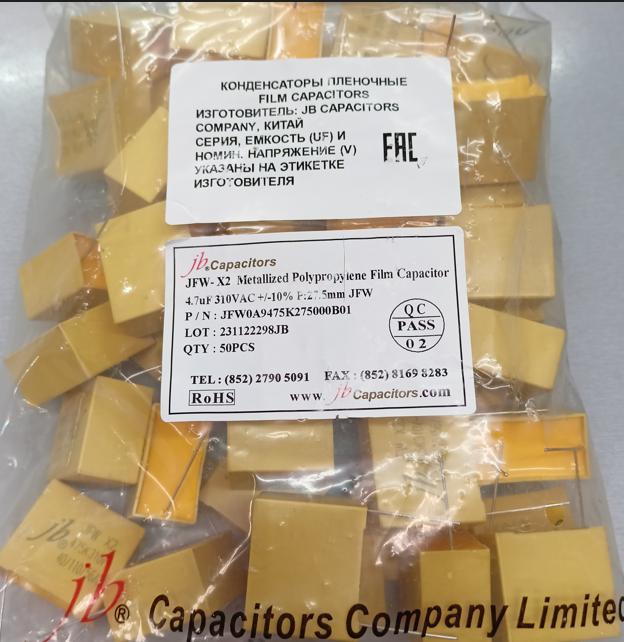 КОНДЕНСАТОРЫ ПЛЕНОЧНЫЕ
FILM CAPACITORS
ИЗГОТОВИТЕЛЬ: JB CAPACITORS
COMPANY, КИТАЙ
СЕРИЯ, ЕМКОСТЬ (UF) И
НОМИН. НАПРЯЖЕНИЕ (V)
УКАЗАНЫ НА ЭТИКЕТКЕ
ИЗГОТОВИТЕЛЯ
EAC
jb®Capacitors
JFW- X2 Metallized Polypropylene Film Capacitor
4.7uF 310VAC +/-10% P:27.5mm JFW
P / N : JFW0A9475K275000B01
LOT : 231122298JB
QTY : 50PCS
QC
PASS
0 2
TEL : (852) 2790 5091 FAX : (852) 8169 8283
RoHS
www. jbCapacitors.com
jb
jb® Capacitors Company Limited